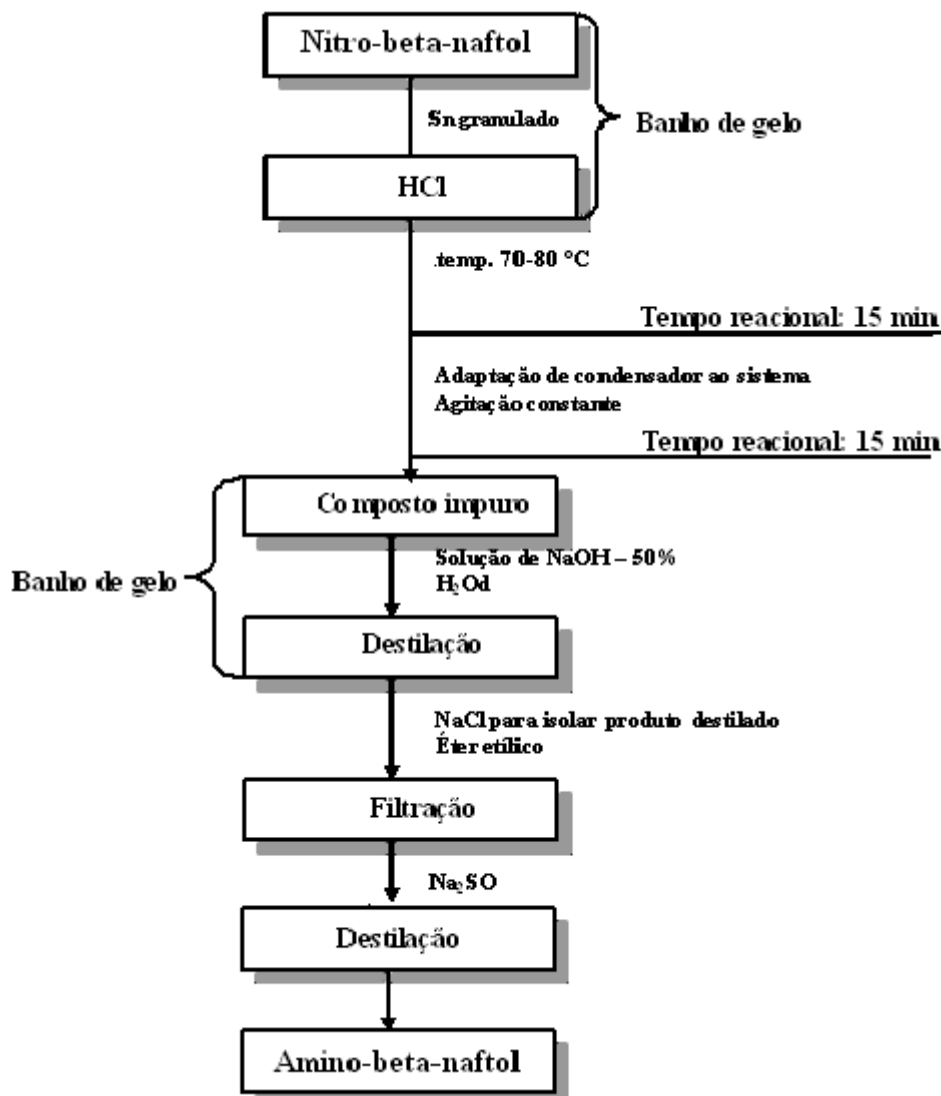 Nitro-beta-naftol
Sn granulado
Banho de gelo
HCl
temp. 70-80 °C
Tempo reacional: 15 min
Adaptação de condensador ao sistema
Agitação constante
Tempo reacional: 15 min
Composto impuro
Solução de NaOH – 50%
H₂Od
Banho de gelo
Destilação
NaCl para isolar produto destilado
Éter etílico
Filtração
Na₂SO
Destilação
Amino-beta-naftol